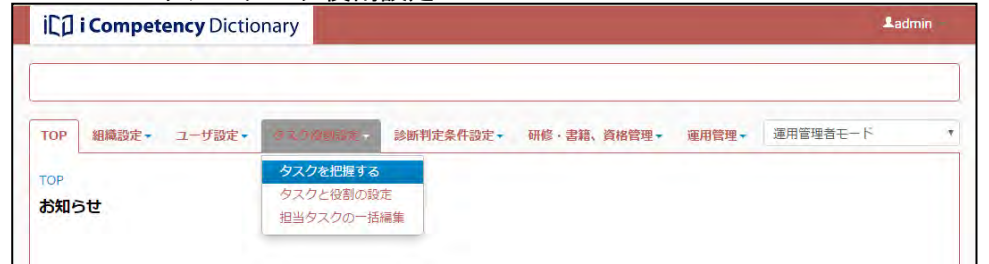 i Competency Dictionary
admin
TOP 組織設定 ユーザ設定 タスク役割設定 診断判定条件設定 研修・書籍、資格管理 運用管理 運用管理者モード
タスクを把握する
TOP
タスクと役割の設定
お知らせ
担当タスクの一括編集